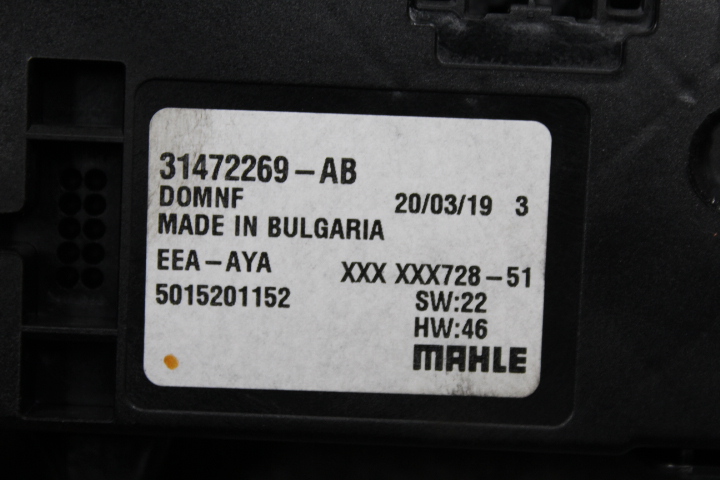 31472269-AB
DOMNF 20/03/19 3
MADE IN BULGARIA
EEA-AYA XXX XXX728-51
5015201152 SW:22
HW:46
MAHLE